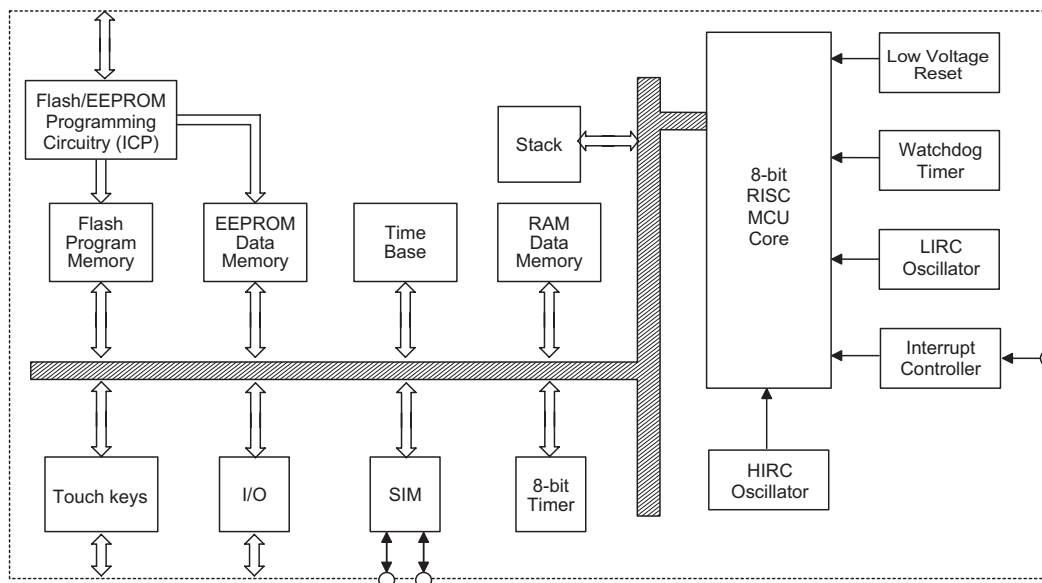 Flash/EEPROM
Programming
Circuitry (ICP)
Stack
8-bit
RISC
MCU
Core
Low Voltage
Reset
Watchdog
Timer
Flash
Program
Memory
EEPROM
Data
Memory
Time
Base
RAM
Data
Memory
LIRC
Oscillator
Interrupt
Controller
Touch keys
I/O
SIM
8-bit
Timer
HIRC
Oscillator